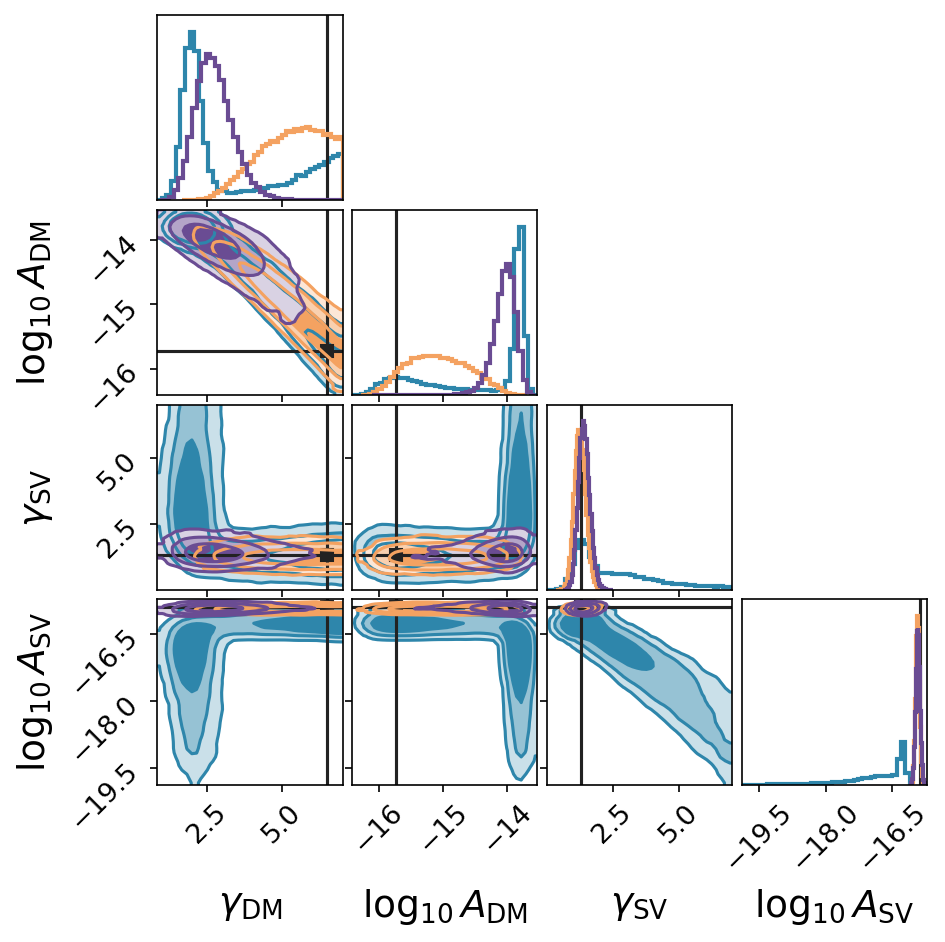 log₁₀ A_DM
−14
−15
−16
γ_SV
5.0
2.5
log₁₀ A_SV
−16.5
−18.0
−19.5
2.5 5.0 −16 −15 −14 2.5 5.0 −19.5 −18.0 −16.5
γ_DM log₁₀ A_DM γ_SV log₁₀ A_SV